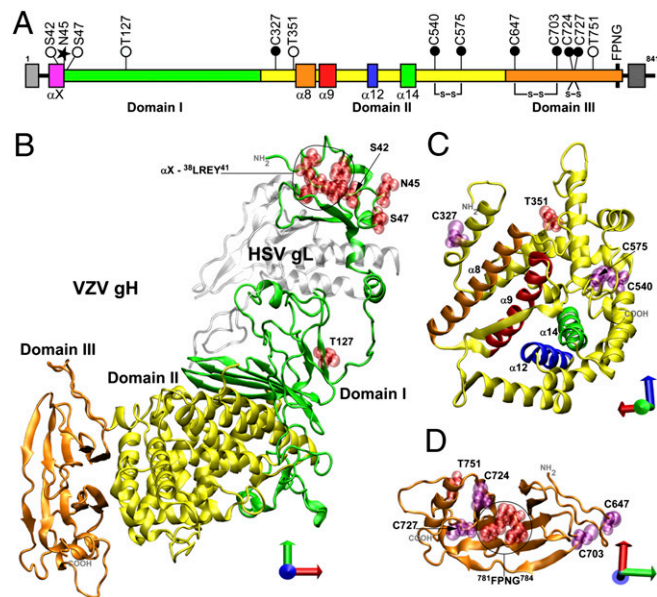 A
S42
N45
S47
T127
C327
T351
C540
C575
C647
C703
C724
C727
T751
FPNG
1
841
αX
α8
α9
α12
α14
s-s
s-s
s-s
Domain I
Domain II
Domain III
B
NH2
S42
αX - 38LREY41
N45
S47
HSV gL
VZV gH
T127
Domain III
Domain II
Domain I
COOH
C
NH2
T351
C327
C575
α8
C540
α9
COOH
α14
α12
D
T751
C724
NH2
C647
C727
COOH
C703
781FPNG784